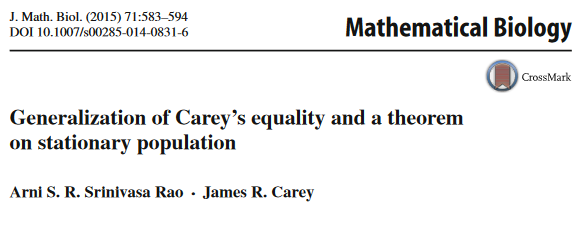 J. Math. Biol. (2015) 71:583–594
DOI 10.1007/s00285-014-0831-6
Mathematical Biology
CrossMark
Generalization of Carey's equality and a theorem
on stationary population
Arni S. R. Srinivasa Rao · James R. Carey